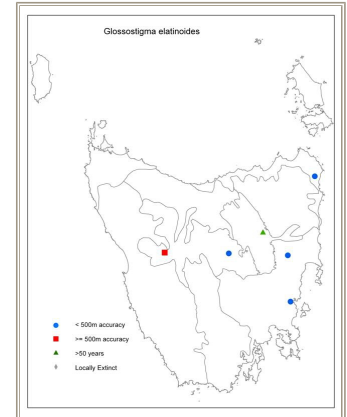 Glossostigma elatinoides
< 500m accuracy
>= 500m accuracy
>50 years
Locally Extinct